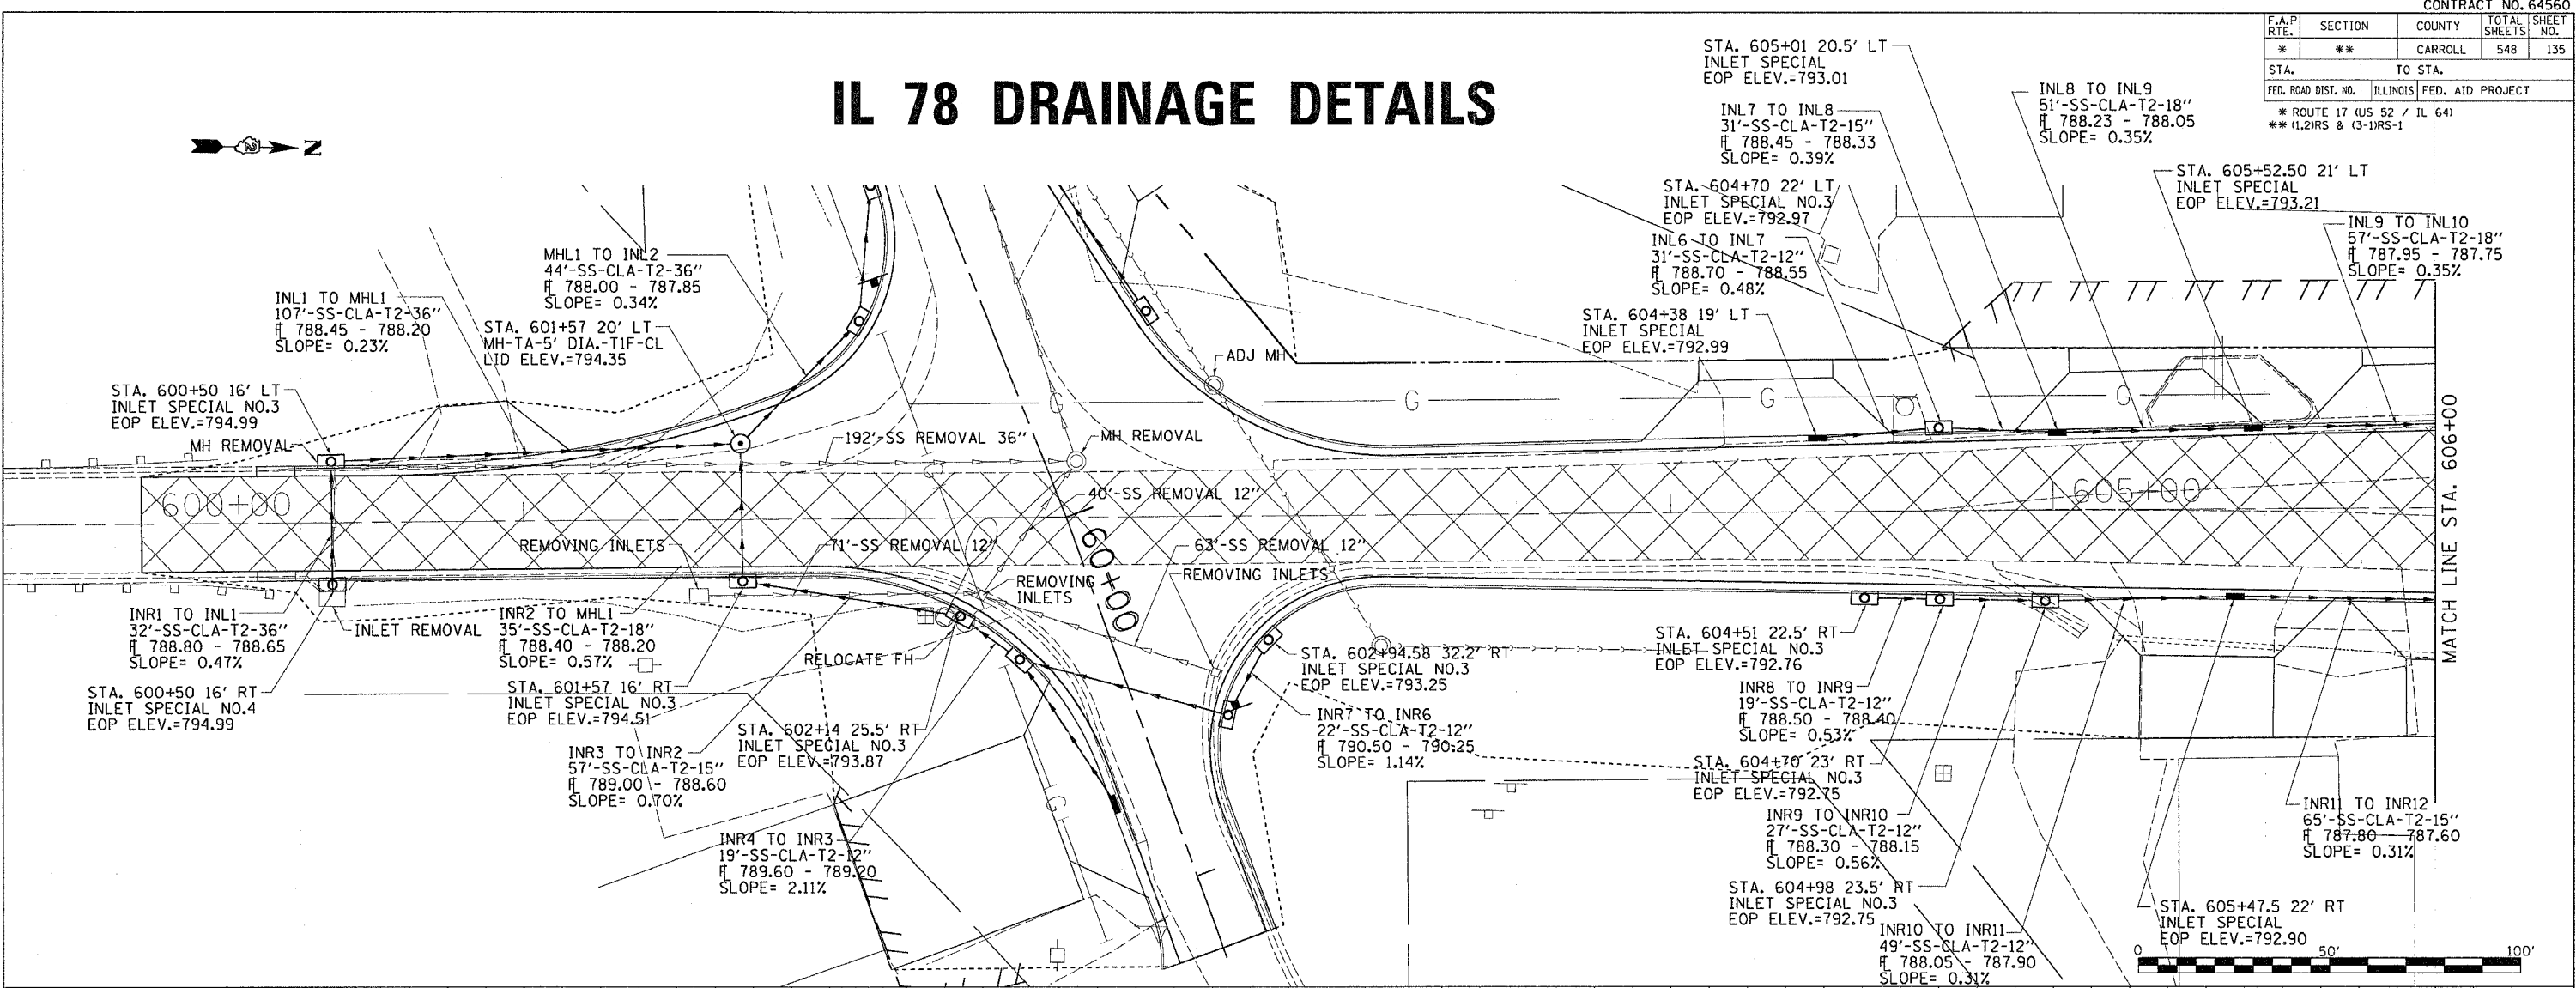 CONTRACT NO. 64560
F.A.P. RTE. SECTION COUNTY TOTAL SHEETS SHEET NO.
* ** CARROLL 548 135
STA. TO STA.
FED. ROAD DIST. NO. ILLINOIS FED. AID PROJECT
* ROUTE 17 (US 52 / IL 64)
** (1,2)RS & (3-1)RS-1
IL 78 DRAINAGE DETAILS
N
STA. 605+01 20.5' LT
INLET SPECIAL
EOP ELEV.=793.01
INL7 TO INL8
31'-SS-CLA-T2-15"
FL 788.45 - 788.33
SLOPE= 0.39%
INL8 TO INL9
51'-SS-CLA-T2-18"
FL 788.23 - 788.05
SLOPE= 0.35%
STA. 604+70 22' LT
INLET SPECIAL NO.3
EOP ELEV.=792.97
STA. 605+52.50 21' LT
INLET SPECIAL
EOP ELEV.=793.21
INL6 TO INL7
31'-SS-CLA-T2-12"
FL 788.70 - 788.55
SLOPE= 0.48%
INL9 TO INL10
57'-SS-CLA-T2-18"
FL 787.95 - 787.75
SLOPE= 0.35%
MHL1 TO INL2
44'-SS-CLA-T2-36"
FL 788.00 - 787.85
SLOPE= 0.34%
INL1 TO MHL1
107'-SS-CLA-T2-36"
FL 788.45 - 788.20
SLOPE= 0.23%
STA. 601+57 20' LT
MH-TA-5' DIA.-T1F-CL
LID ELEV.=794.35
STA. 604+38 19' LT
INLET SPECIAL
EOP ELEV.=792.99
ADJ MH
STA. 600+50 16' LT
INLET SPECIAL NO.3
EOP ELEV.=794.99
MH REMOVAL
192'-SS REMOVAL 36"
MH REMOVAL
G
G
G
G
40'-SS REMOVAL 12"
600+00
605+00
MATCH LINE STA. 606+00
REMOVING INLETS
71'-SS REMOVAL 12"
60+00
63'-SS REMOVAL 12"
REMOVING INLETS
REMOVING
INLETS
INR1 TO INL1
32'-SS-CLA-T2-36"
FL 788.80 - 788.65
SLOPE= 0.47%
INLET REMOVAL
INR2 TO MHL1
35'-SS-CLA-T2-18"
FL 788.40 - 788.20
SLOPE= 0.57%
RELOCATE FH
STA. 602+94.58 32.2' RT
INLET SPECIAL NO.3
EOP ELEV.=793.25
STA. 604+51 22.5' RT
INLET SPECIAL NO.3
EOP ELEV.=792.76
STA. 600+50 16' RT
INLET SPECIAL NO.4
EOP ELEV.=794.99
STA. 601+57 16' RT
INLET SPECIAL NO.3
EOP ELEV.=794.51
INR8 TO INR9
19'-SS-CLA-T2-12"
FL 788.50 - 788.40
SLOPE= 0.53%
INR7 TO INR6
22'-SS-CLA-T2-12"
FL 790.50 - 790.25
SLOPE= 1.14%
STA. 602+14 25.5' RT
INLET SPECIAL NO.3
EOP ELEV.=793.87
INR3 TO INR2
57'-SS-CLA-T2-15"
FL 789.00 - 788.60
SLOPE= 0.70%
STA. 604+70 23' RT
INLET SPECIAL NO.3
EOP ELEV.=792.75
G
INR11 TO INR12
65'-SS-CLA-T2-15"
FL 787.80 - 787.60
SLOPE= 0.31%
INR9 TO INR10
27'-SS-CLA-T2-12"
FL 788.30 - 788.15
SLOPE= 0.56%
INR4 TO INR3
19'-SS-CLA-T2-12"
FL 789.60 - 789.20
SLOPE= 2.11%
STA. 604+98 23.5' RT
INLET SPECIAL NO.3
EOP ELEV.=792.75
STA. 605+47.5 22' RT
INLET SPECIAL
EOP ELEV.=792.90
INR10 TO INR11
49'-SS-CLA-T2-12"
FL 788.05 - 787.90
SLOPE= 0.31%
0 50' 100'